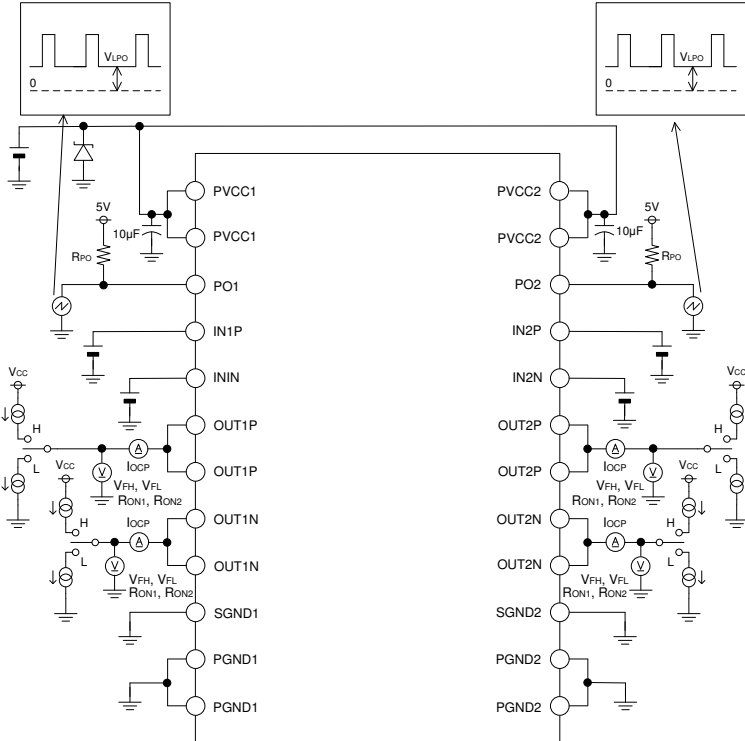 VLPO
0
VLPO
0
PVCC1
PVCC2
5V
10μF
PVCC1
PVCC2
10μF
5V
RPO
RPO
PO1
PO2
IN1P
IN2P
ININ
IN2N
VCC
VCC
OUT1P
OUT2P
H
H
L
VCC
IOCP
OUT1P
OUT2P
IOCP
VCC
L
VFH, VFL
VFH, VFL
RON1, RON2
RON1, RON2
H
IOCP
OUT1N
OUT2N
IOCP
H
L
OUT1N
OUT2N
L
VFH, VFL
VFH, VFL
RON1, RON2
RON1, RON2
SGND1
SGND2
PGND1
PGND2
PGND1
PGND2